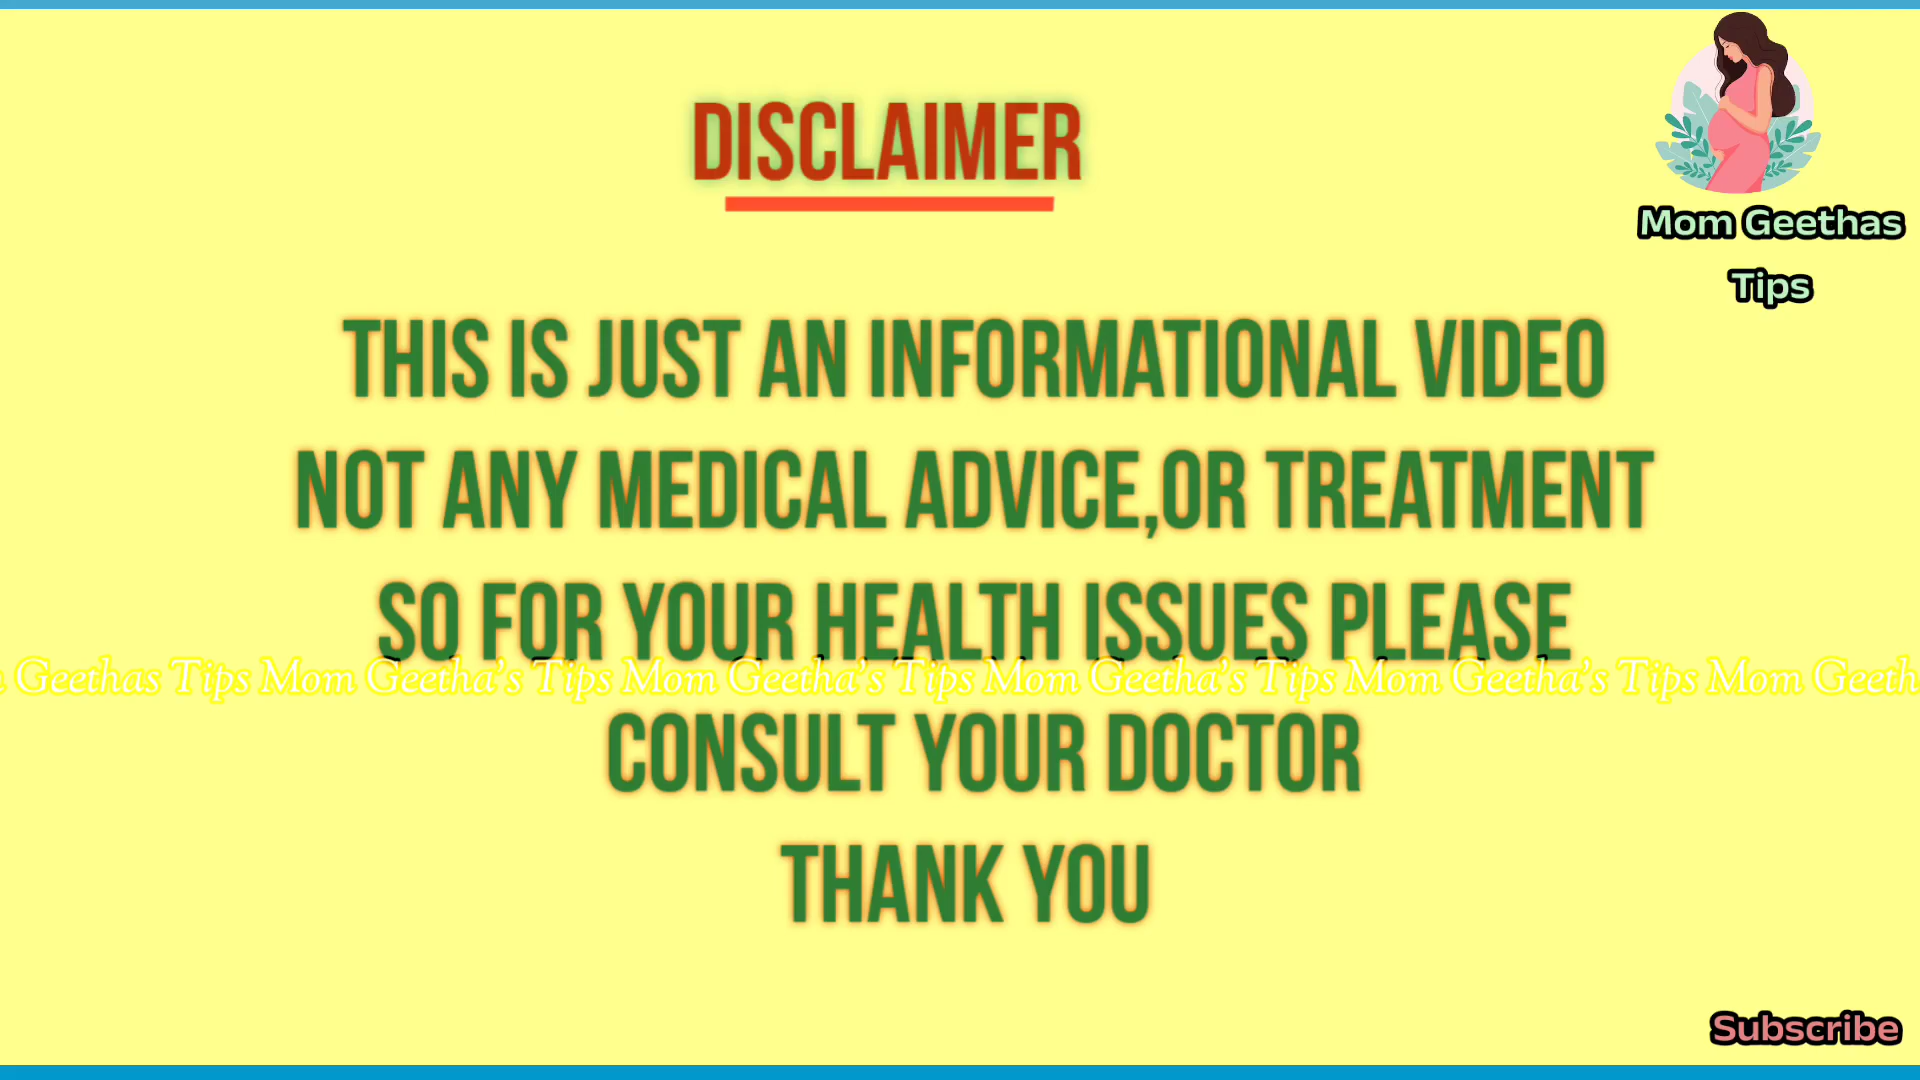 DISCLAIMER
Mom Geethas
Tips
THIS IS JUST AN INFORMATIONAL VIDEO
NOT ANY MEDICAL ADVICE,OR TREATMENT
SO FOR YOUR HEALTH ISSUES PLEASE
Geethas Tips Mom Geetha's Tips Mom Geetha's Tips Mom Geetha's Tips Mom Geetha's Tips Mom Geeth
CONSULT YOUR DOCTOR
THANK YOU
Subscribe